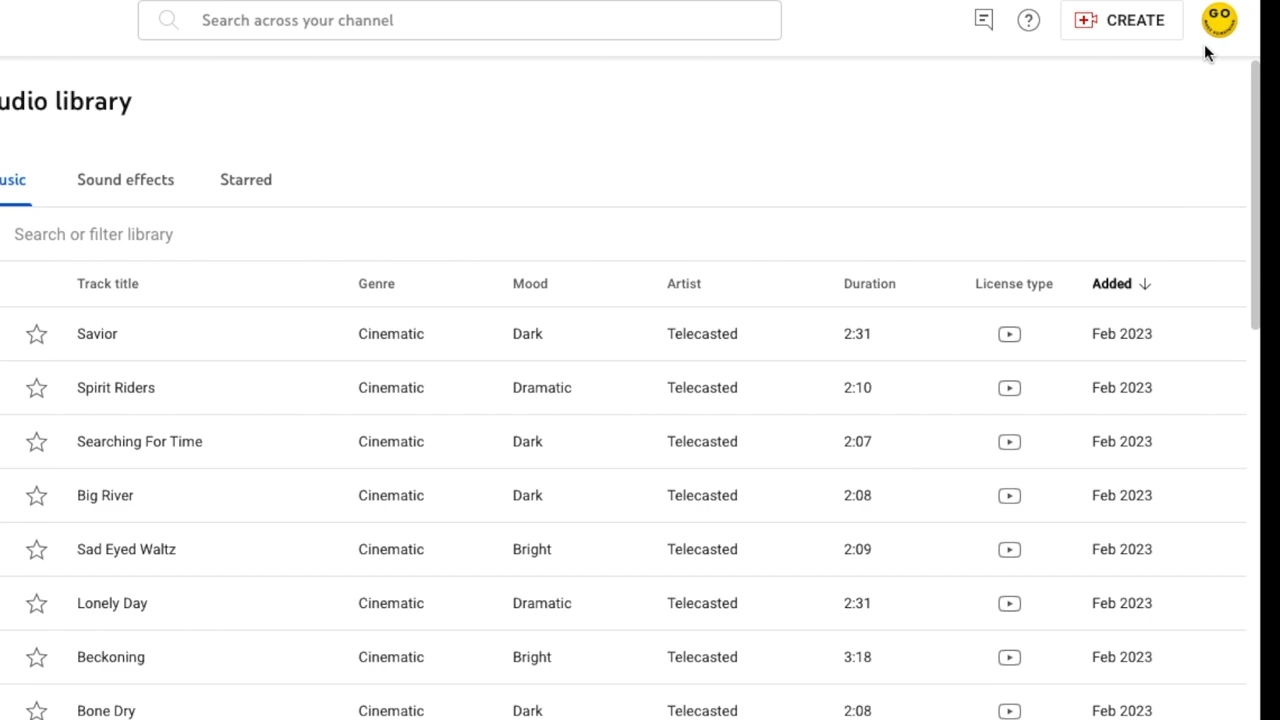 Search across your channel
CREATE
GO
udio library
usic Sound effects Starred
Search or filter library
Track title Genre Mood Artist Duration License type Added
Savior Cinematic Dark Telecasted 2:31 Feb 2023
Spirit Riders Cinematic Dramatic Telecasted 2:10 Feb 2023
Searching For Time Cinematic Dark Telecasted 2:07 Feb 2023
Big River Cinematic Dark Telecasted 2:08 Feb 2023
Sad Eyed Waltz Cinematic Bright Telecasted 2:09 Feb 2023
Lonely Day Cinematic Dramatic Telecasted 2:31 Feb 2023
Beckoning Cinematic Bright Telecasted 3:18 Feb 2023
Bone Dry Cinematic Dark Telecasted 2:08 Feb 2023